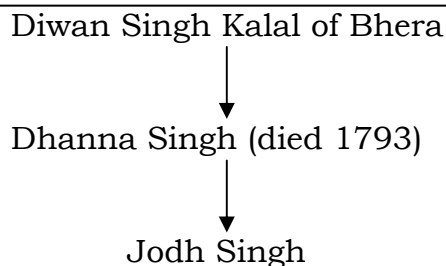 Diwan Singh Kalal of Bhera
Dhanna Singh (died 1793)
Jodh Singh